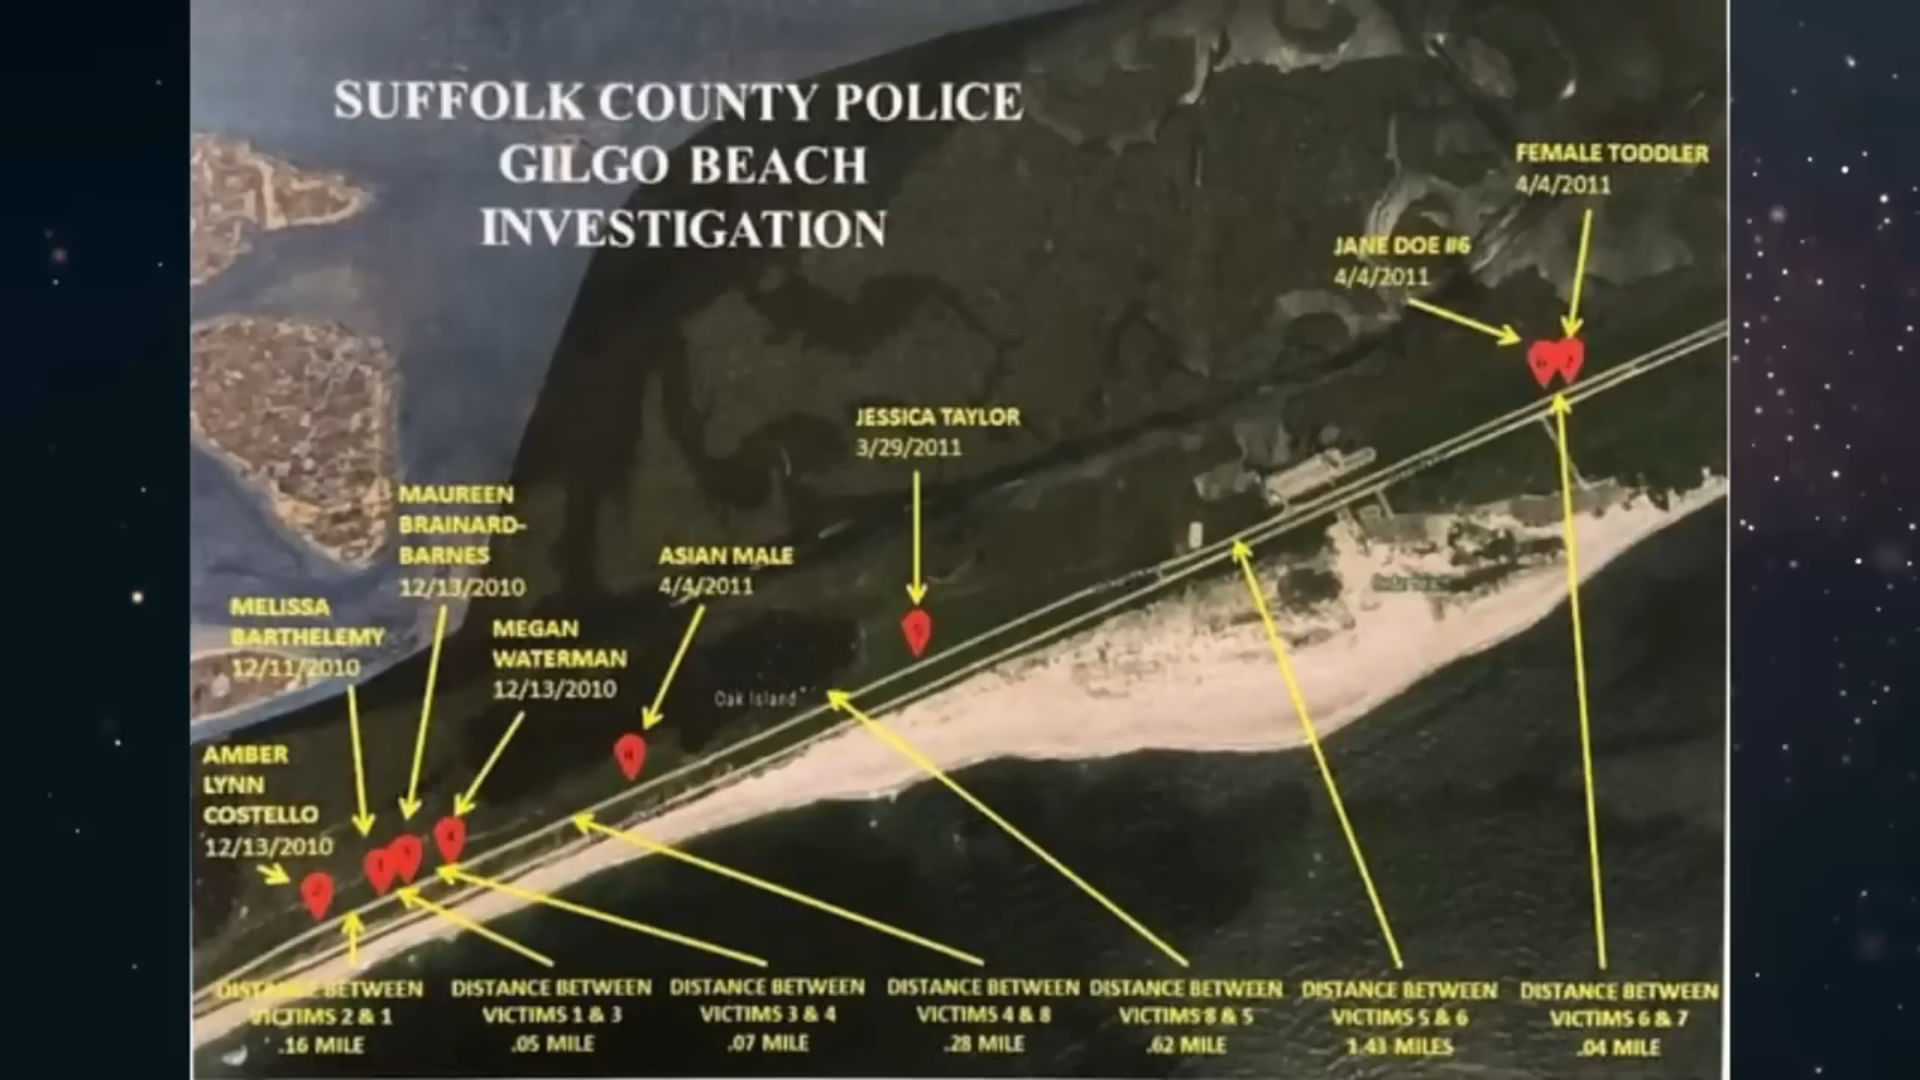 SUFFOLK COUNTY POLICE
GILGO BEACH
INVESTIGATION
FEMALE TODDLER
4/4/2011
JANE DOE #6
4/4/2011
JESSICA TAYLOR
3/29/2011
MAUREEN
BRAINARD-
BARNES
12/13/2010
ASIAN MALE
4/4/2011
MELISSA
BARTHELEMY
12/11/2010
MEGAN
WATERMAN
12/13/2010
Oak Island
AMBER
LYNN
COSTELLO
12/13/2010
DISTANCE BETWEEN
VICTIMS 2 & 1
.16 MILE
DISTANCE BETWEEN
VICTIMS 1 & 3
.05 MILE
DISTANCE BETWEEN
VICTIMS 3 & 4
.07 MILE
DISTANCE BETWEEN
VICTIMS 4 & 8
.28 MILE
DISTANCE BETWEEN
VICTIMS 8 & 5
.62 MILE
DISTANCE BETWEEN
VICTIMS 5 & 6
1.43 MILES
DISTANCE BETWEEN
VICTIMS 6 & 7
.04 MILE